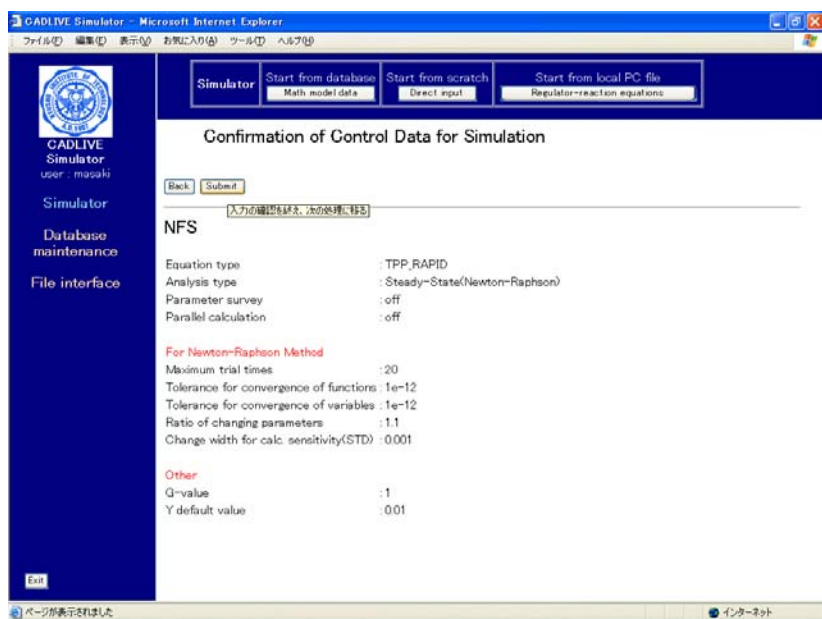 CADLIVE Simulator - Microsoft Internet Explorer
ファイル(F) 編集(E) 表示(V) お気に入り(A) ツール(T) ヘルプ(H)
Simulator
Start from database
Math model data
Start from scratch
Direct input
Start from local PC file
Regulator-reaction equations
CADLIVE
Simulator
user : masaki
Simulator
Database
maintenance
File interface
Exit
Confirmation of Control Data for Simulation
Back Submit
入力の確認を終え、次の処理に移る
NFS
Equation type : TPP_RAPID
Analysis type : Steady-State(Newton-Raphson)
Parameter survey : off
Parallel calculation : off
For Newton-Raphson Method
Maximum trial times : 20
Tolerance for convergence of functions : 1e-12
Tolerance for convergence of variables : 1e-12
Ratio of changing parameters : 1.1
Change width for calc. sensitivity(STD) : 0.001
Other
G-value : 1
Y default value : 0.01
ページが表示されました インターネット